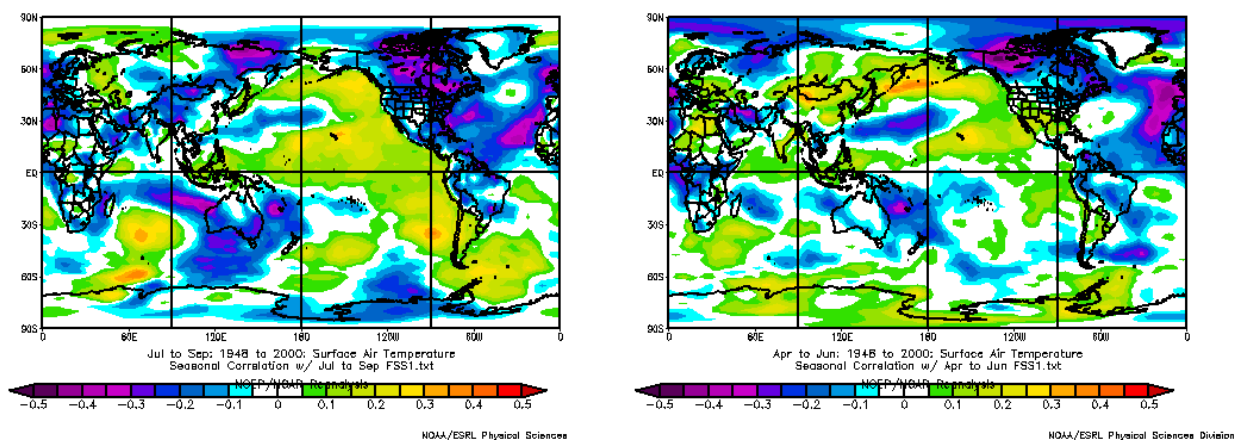 90N 90N
60N 60N
30N 30N
EQ EQ
30S 30S
60S 60S
90S 90S
0 60E 120E 180 120W 60W 0 0 60E 120E 180 120W 60W 0
Jul to Sep: 1948 to 2000: Surface Air Temperature
Seasonal Correlation w/ Jul to Sep FSS1.txt
NCEP/NCAR Reanalysis
-0.5 -0.4 -0.3 -0.2 -0.1 0 0.1 0.2 0.3 0.4 0.5
NOAA/ESRL Physical Sciences
Apr to Jun: 1948 to 2000: Surface Air Temperature
Seasonal Correlation w/ Apr to Jun FSS1.txt
NCEP/NCAR Reanalysis
-0.5 -0.4 -0.3 -0.2 -0.1 0 0.1 0.2 0.3 0.4 0.5
NOAA/ESRL Physical Sciences Division